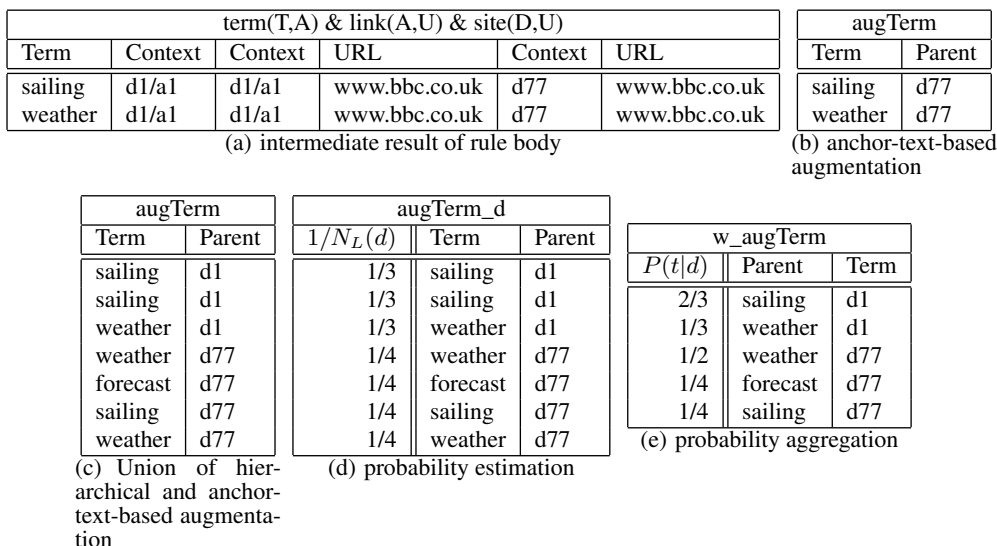 term(T,A) & link(A,U) & site(D,U)
Term Context Context URL Context URL
sailing d1/a1 d1/a1 www.bbc.co.uk d77 www.bbc.co.uk
weather d1/a1 d1/a1 www.bbc.co.uk d77 www.bbc.co.uk
(a) intermediate result of rule body
augTerm
Term Parent
sailing d77
weather d77
(b) anchor-text-based
augmentation
augTerm
Term Parent
sailing d1
sailing d1
weather d1
weather d77
forecast d77
sailing d77
weather d77
(c) Union of hier-
archical and anchor-
text-based augmenta-
tion
augTerm_d
1/N_L(d) Term Parent
1/3 sailing d1
1/3 sailing d1
1/3 weather d1
1/4 weather d77
1/4 forecast d77
1/4 sailing d77
1/4 weather d77
(d) probability estimation
w_augTerm
P(t|d) Parent Term
2/3 sailing d1
1/3 weather d1
1/2 weather d77
1/4 forecast d77
1/4 sailing d77
(e) probability aggregation